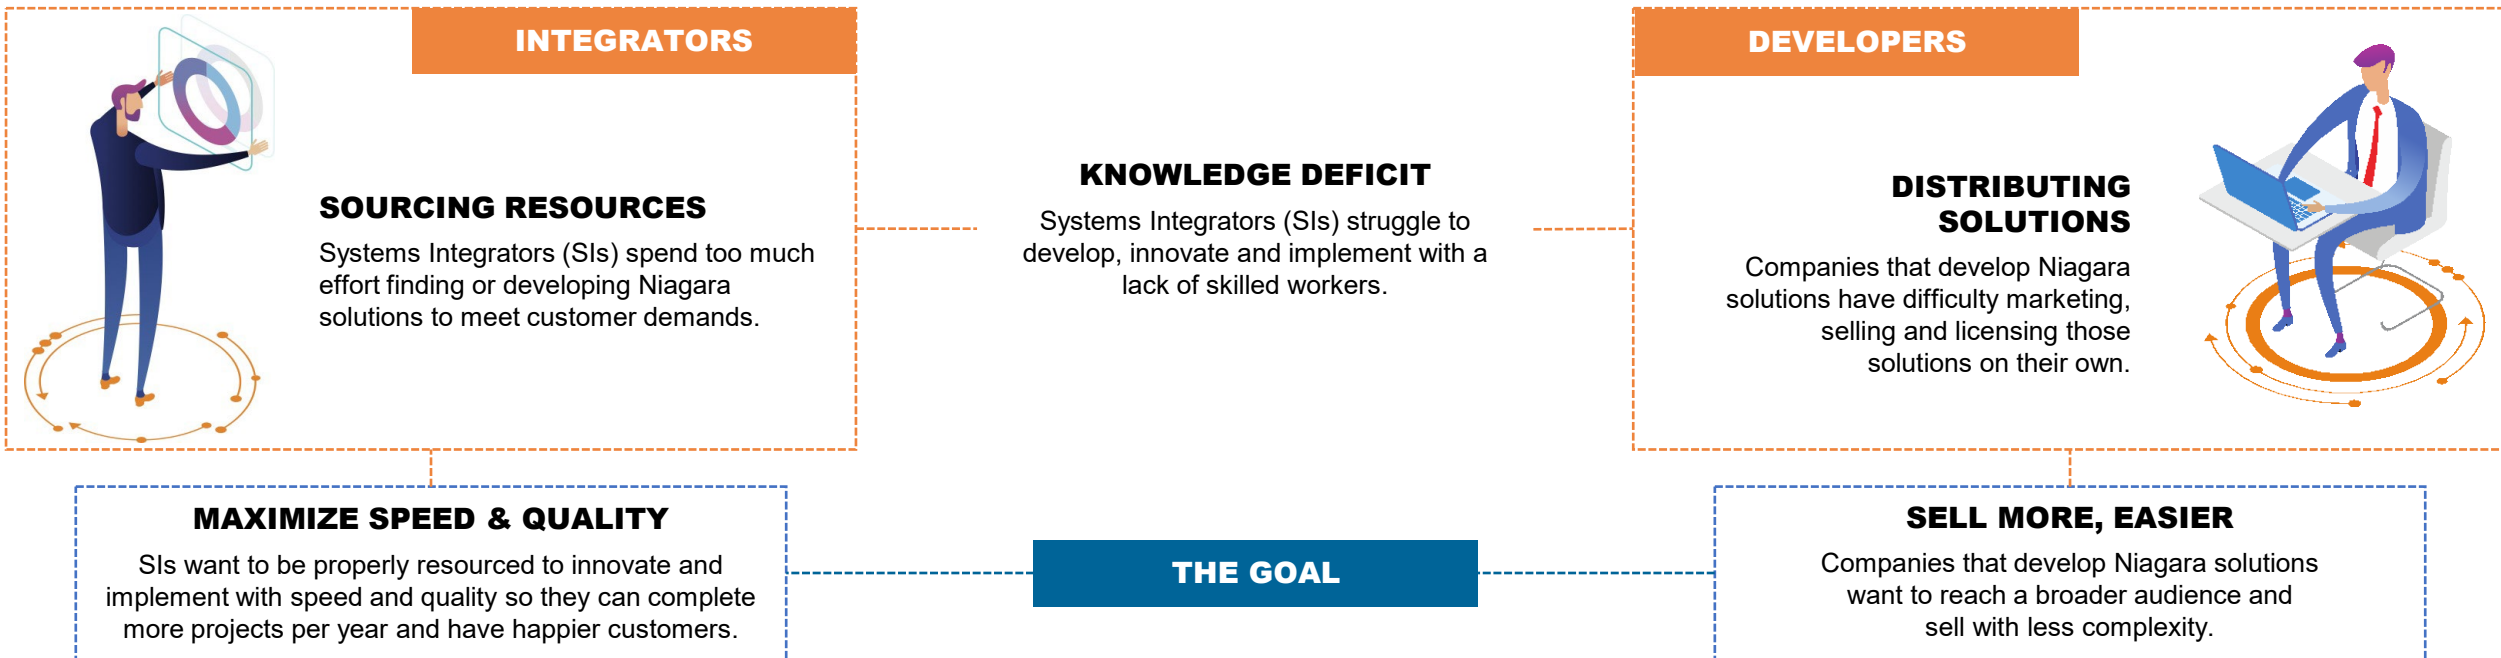 INTEGRATORS
SOURCING RESOURCES
Systems Integrators (SIs) spend too much
effort finding or developing Niagara
solutions to meet customer demands.
KNOWLEDGE DEFICIT
Systems Integrators (SIs) struggle to
develop, innovate and implement with a
lack of skilled workers.
DEVELOPERS
DISTRIBUTING
SOLUTIONS
Companies that develop Niagara
solutions have difficulty marketing,
selling and licensing those
solutions on their own.
MAXIMIZE SPEED & QUALITY
SIs want to be properly resourced to innovate and
implement with speed and quality so they can complete
more projects per year and have happier customers.
THE GOAL
SELL MORE, EASIER
Companies that develop Niagara solutions
want to reach a broader audience and
sell with less complexity.